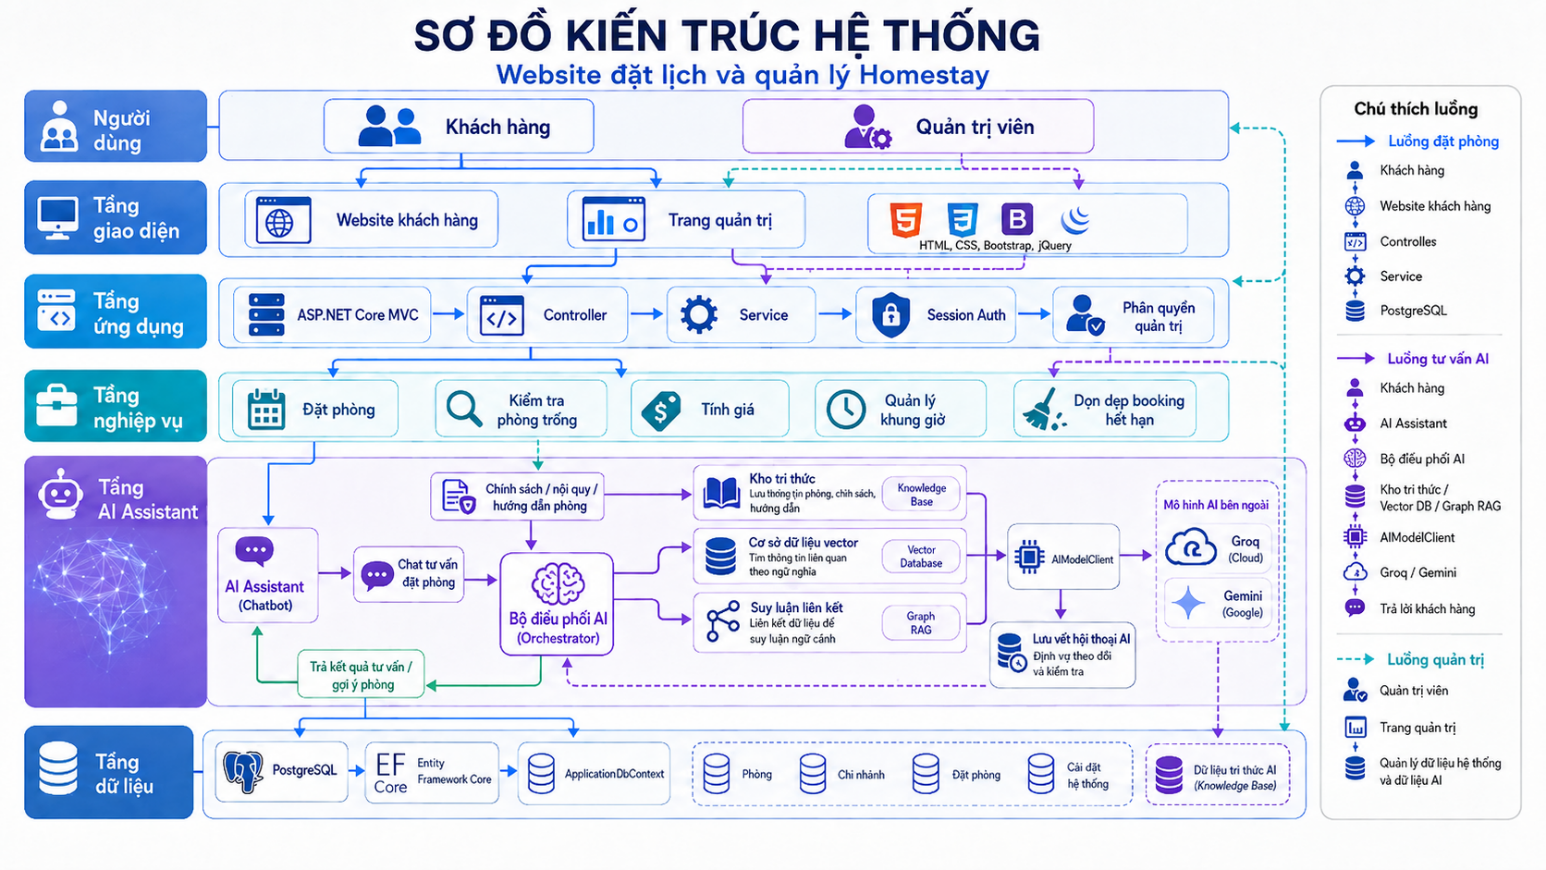 SƠ ĐỒ KIẾN TRÚC HỆ THỐNG
Website đặt lịch và quản lý Homestay
Người
dùng
Khách hàng
Quản trị viên
Tầng
giao diện
Website khách hàng
Trang quản trị
HTML, CSS, Bootstrap, jQuery
Tầng
ứng dụng
ASP.NET Core MVC
Controller
Service
Session Auth
Phân quyền
quản trị
Tầng
nghiệp vụ
Đặt phòng
Kiểm tra
phòng trống
Tính giá
Quản lý
khung giờ
Dọn dẹp booking
hết hạn
Tầng
AI Assistant
AI Assistant
(Chatbot)
Chat tư vấn
đặt phòng
Chính sách / nội quy /
hướng dẫn phòng
Bộ điều phối AI
(Orchestrator)
Trả kết quả tư vấn /
gợi ý phòng
Kho tri thức
Lưu thông tin phòng, chính sách,
hướng dẫn
Knowledge
Base
Cơ sở dữ liệu vector
Tìm thông tin liên quan
theo ngữ nghĩa
Vector
Database
Suy luận liên kết
Liên kết dữ liệu để
suy luận ngữ cảnh
Graph
RAG
AIModelClient
Lưu vết hội thoại AI
Định vụ theo dõi
và kiểm tra
Mô hình AI bên ngoài
Groq
(Cloud)
Gemini
(Google)
Tầng
dữ liệu
PostgreSQL
EF
Core
Entity
Framework Core
ApplicationDbContext
Phòng
Chi nhánh
Đặt phòng
Cài đặt
hệ thống
Dữ liệu tri thức AI
(Knowledge Base)
Chú thích luồng
Luồng đặt phòng
Khách hàng
Website khách hàng
Controlles
Service
PostgreSQL
Luồng tư vấn AI
Khách hàng
AI Assistant
Bộ điều phối AI
Kho tri thức /
Vector DB / Graph RAG
AIModelClient
Groq / Gemini
Trả lời khách hàng
Luồng quản trị
Quản trị viên
Trang quản trị
Quản lý dữ liệu hệ thống
và dữ liệu AI